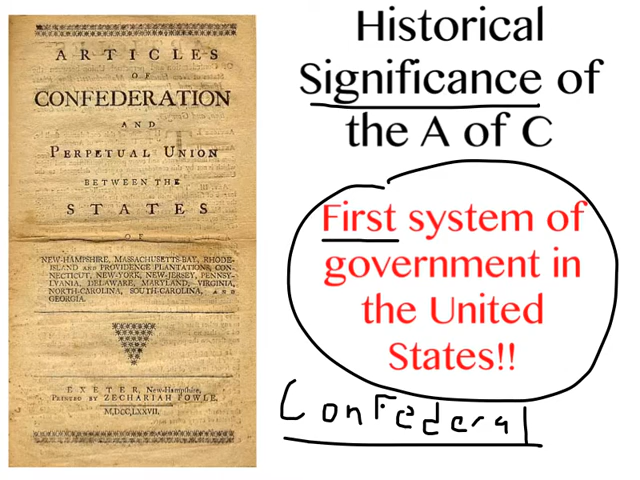 ARTICLES
OF
CONFEDERATION
AND
PERPETUAL UNION
BETWEEN THE
STATES
OF
NEW-HAMPSHIRE, MASSACHUSETTS-BAY, RHODE-
ISLAND AND PROVIDENCE PLANTATIONS, CON-
NECTICUT, NEW-YORK, NEW-JERSEY, PENNSY-
LVANIA, DELAWARE, MARYLAND, VIRGINIA,
NORTH-CAROLINA, SOUTH-CAROLINA, AND
GEORGIA.
EXETER, New-Hampshire,
PRINTED BY ZECHARIAH FOWLE,
M,DCC,LXXVII.
Historical
Significance of
the A of C
First system of
government in
the United
States!!
Confederal